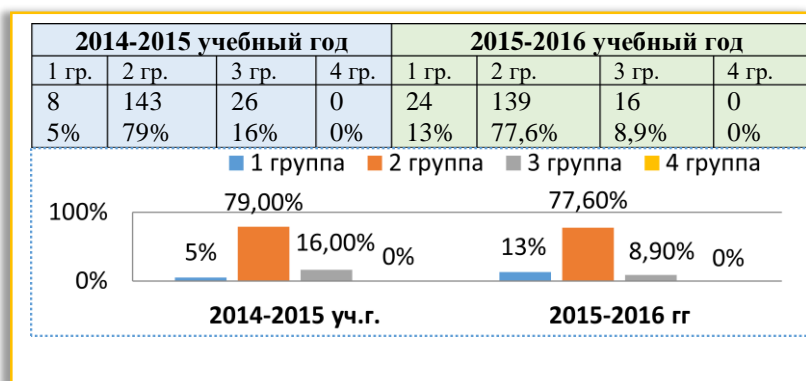 2014-2015 учебный год 2015-2016 учебный год
1 гр. 2 гр. 3 гр. 4 гр. 1 гр. 2 гр. 3 гр. 4 гр.
8 143 26 0 24 139 16 0
5% 79% 16% 0% 13% 77,6% 8,9% 0%
1 группа 2 группа 3 группа 4 группа
79,00% 77,60%
100%
5% 16,00% 0% 13% 8,90% 0%
0%
2014-2015 уч.г. 2015-2016 гг